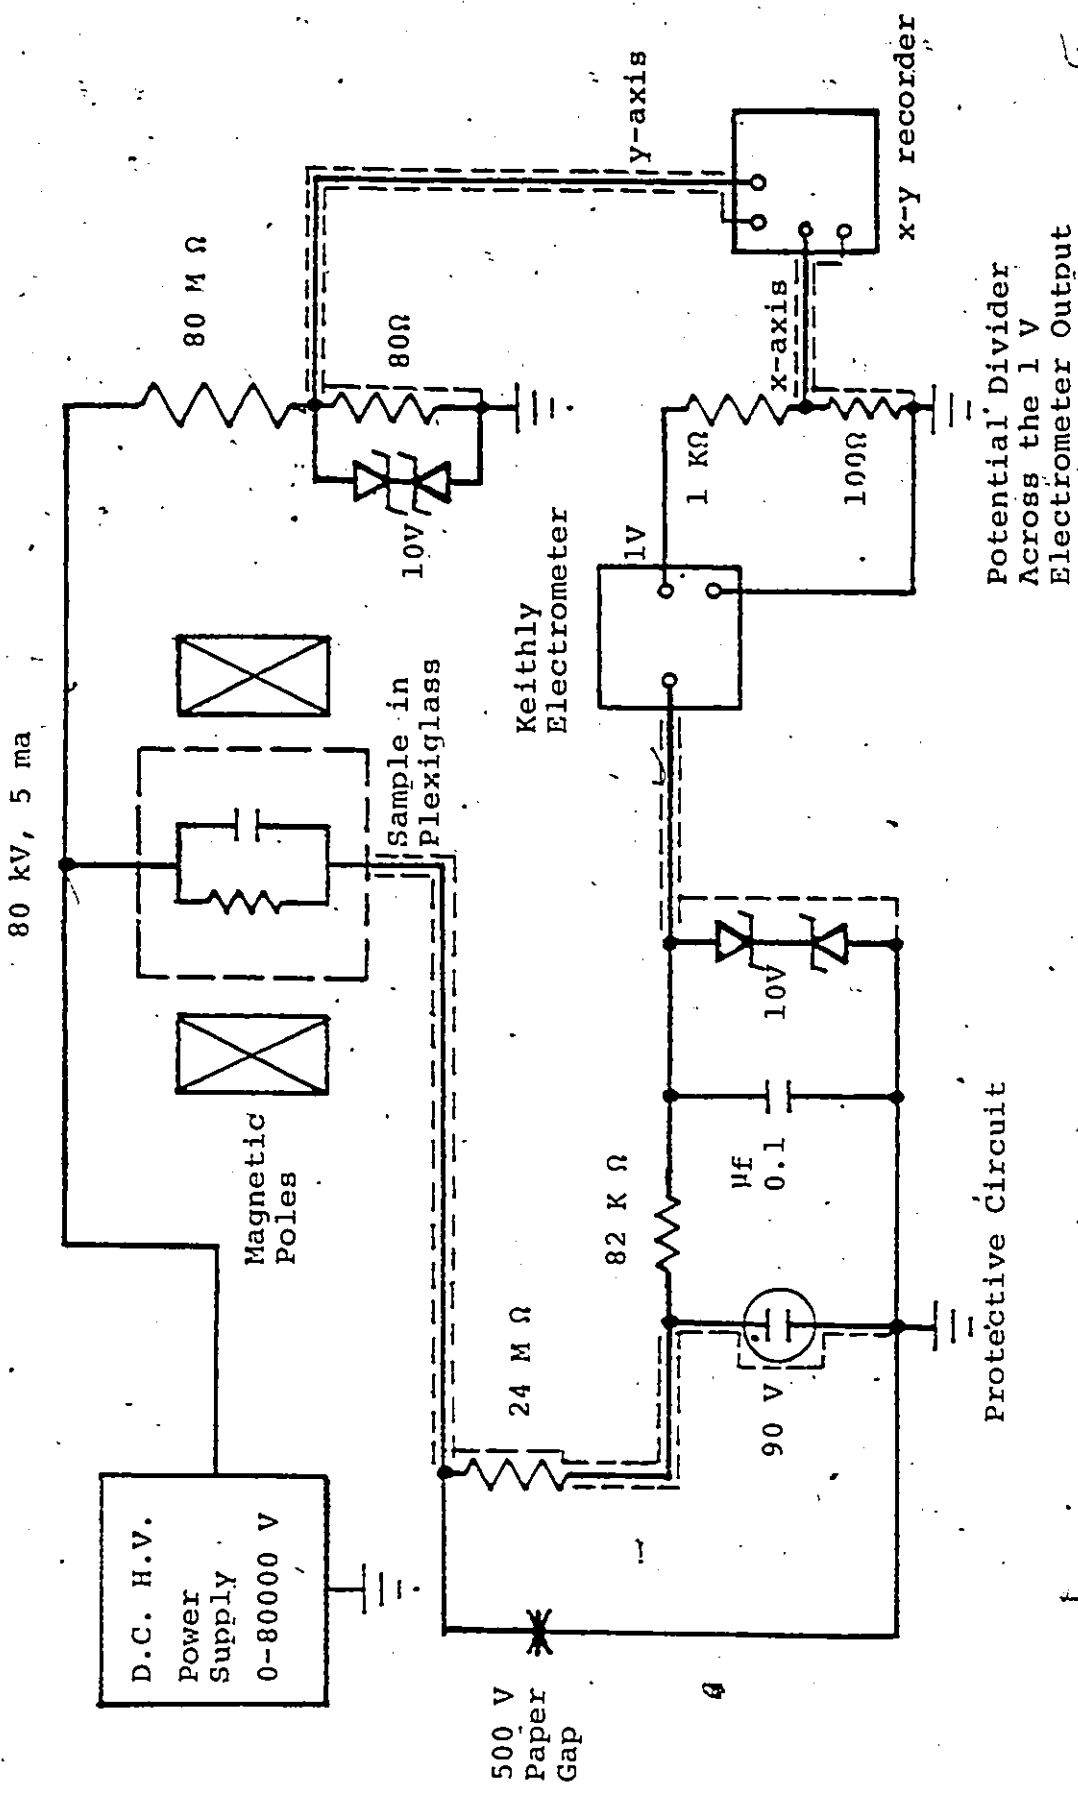 80 kV, 5 ma
D.C. H.V.
Power
Supply
0-80000 V
Magnetic
Poles
Sample in
Plexiglass
80 M Ω
80Ω
10V
y-axis
x-axis
x-y recorder
Keithly
Electrometer
1V
1 KΩ
100Ω
Potential Divider
Across the 1 V
Electrometer Output
500 V
Paper
Gap
24 M Ω
82 K Ω
90 V
μf
0.1
10V
Protective Circuit